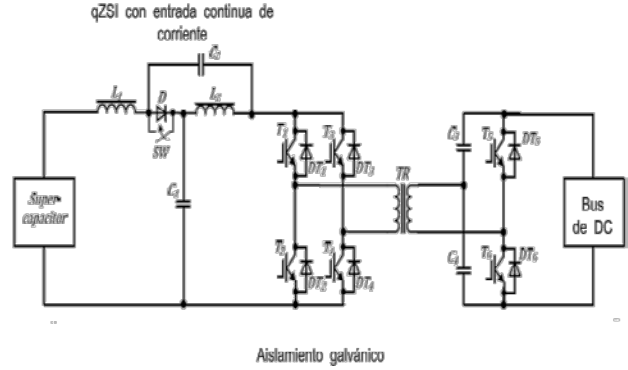 qZSI con entrada continua de
corriente
C₂
L₁
D
L₂
SW
C₁
T₁
DT₁
T₃
DT₃
TR
C₃
T₅
DT₅
Super-
capacitor
Bus
de DC
T₂
DT₂
T₄
DT₄
C₄
T₆
DT₆
Aislamiento galvánico